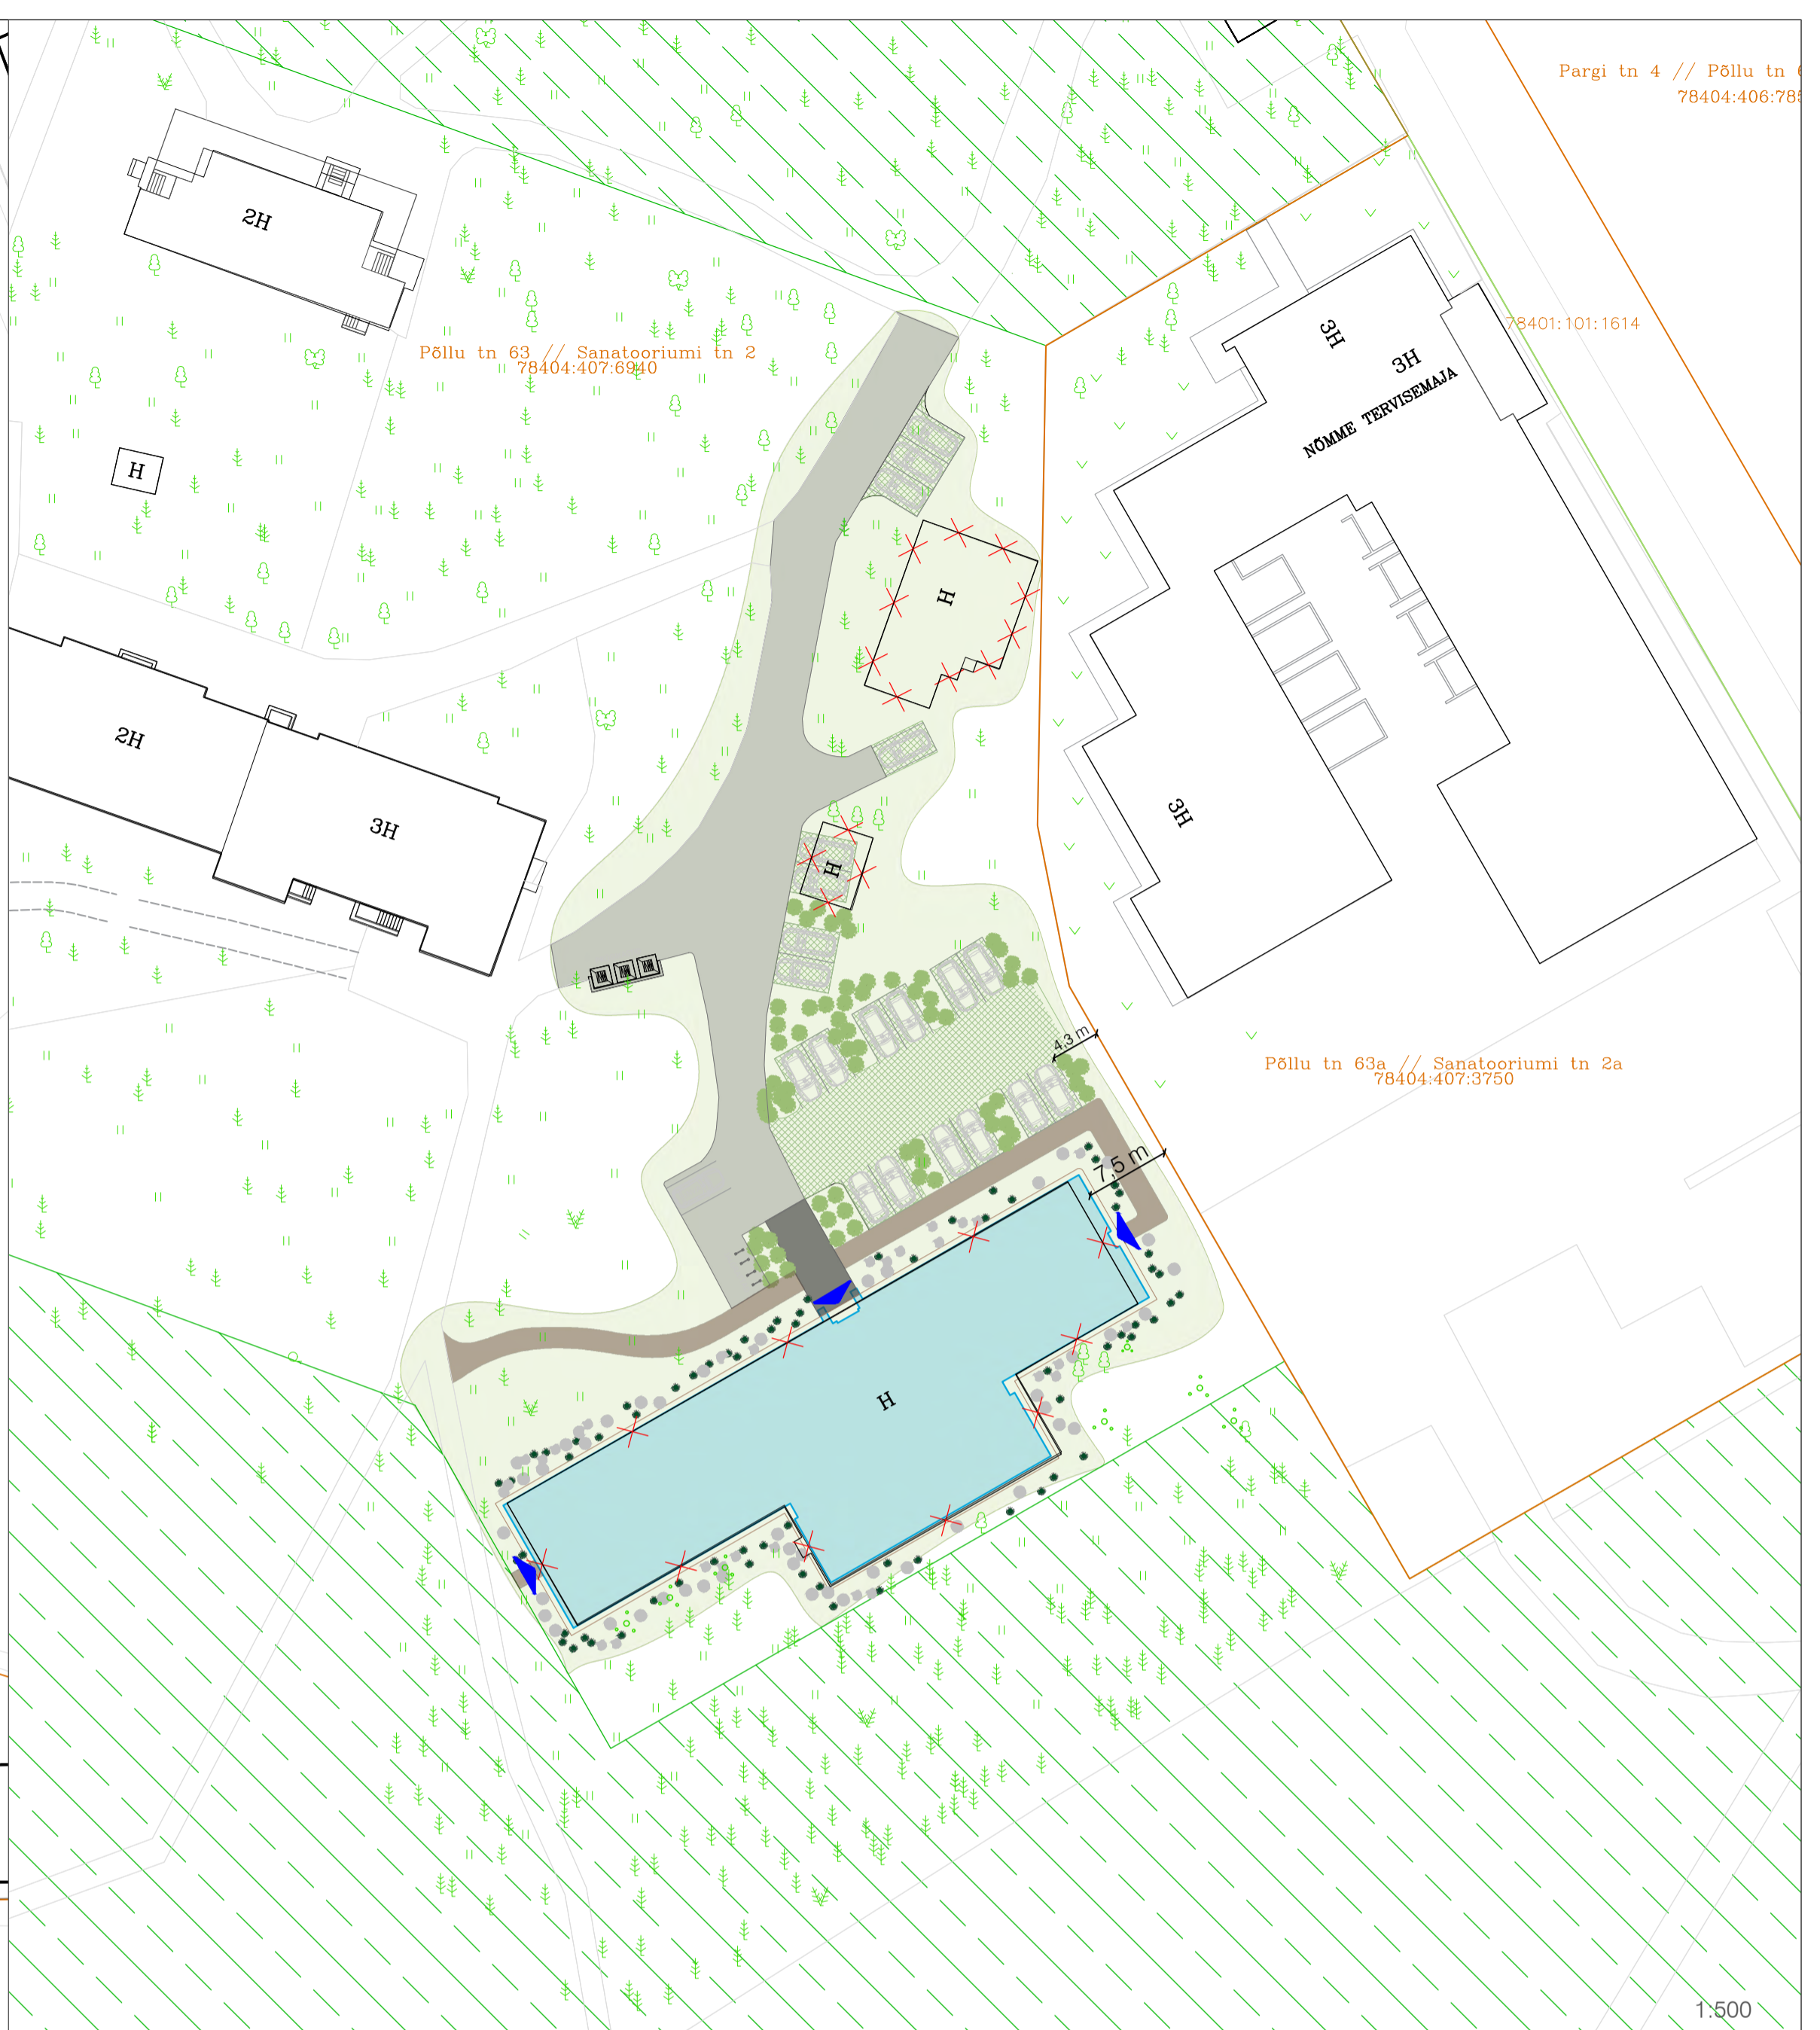 Pargi tn 4 // Põllu tn 6
78404:406:785
2H
Põllu tn 63 // Sanatooriumi tn 2
78404:407:6940
78401:101:1614
3H
3H
NÕMME TERVISEMAJA
H
H
2H
3H
3H
H
4,3 m
Põllu tn 63a // Sanatooriumi tn 2a
78404:407:3750
7,5 m
H
1:500